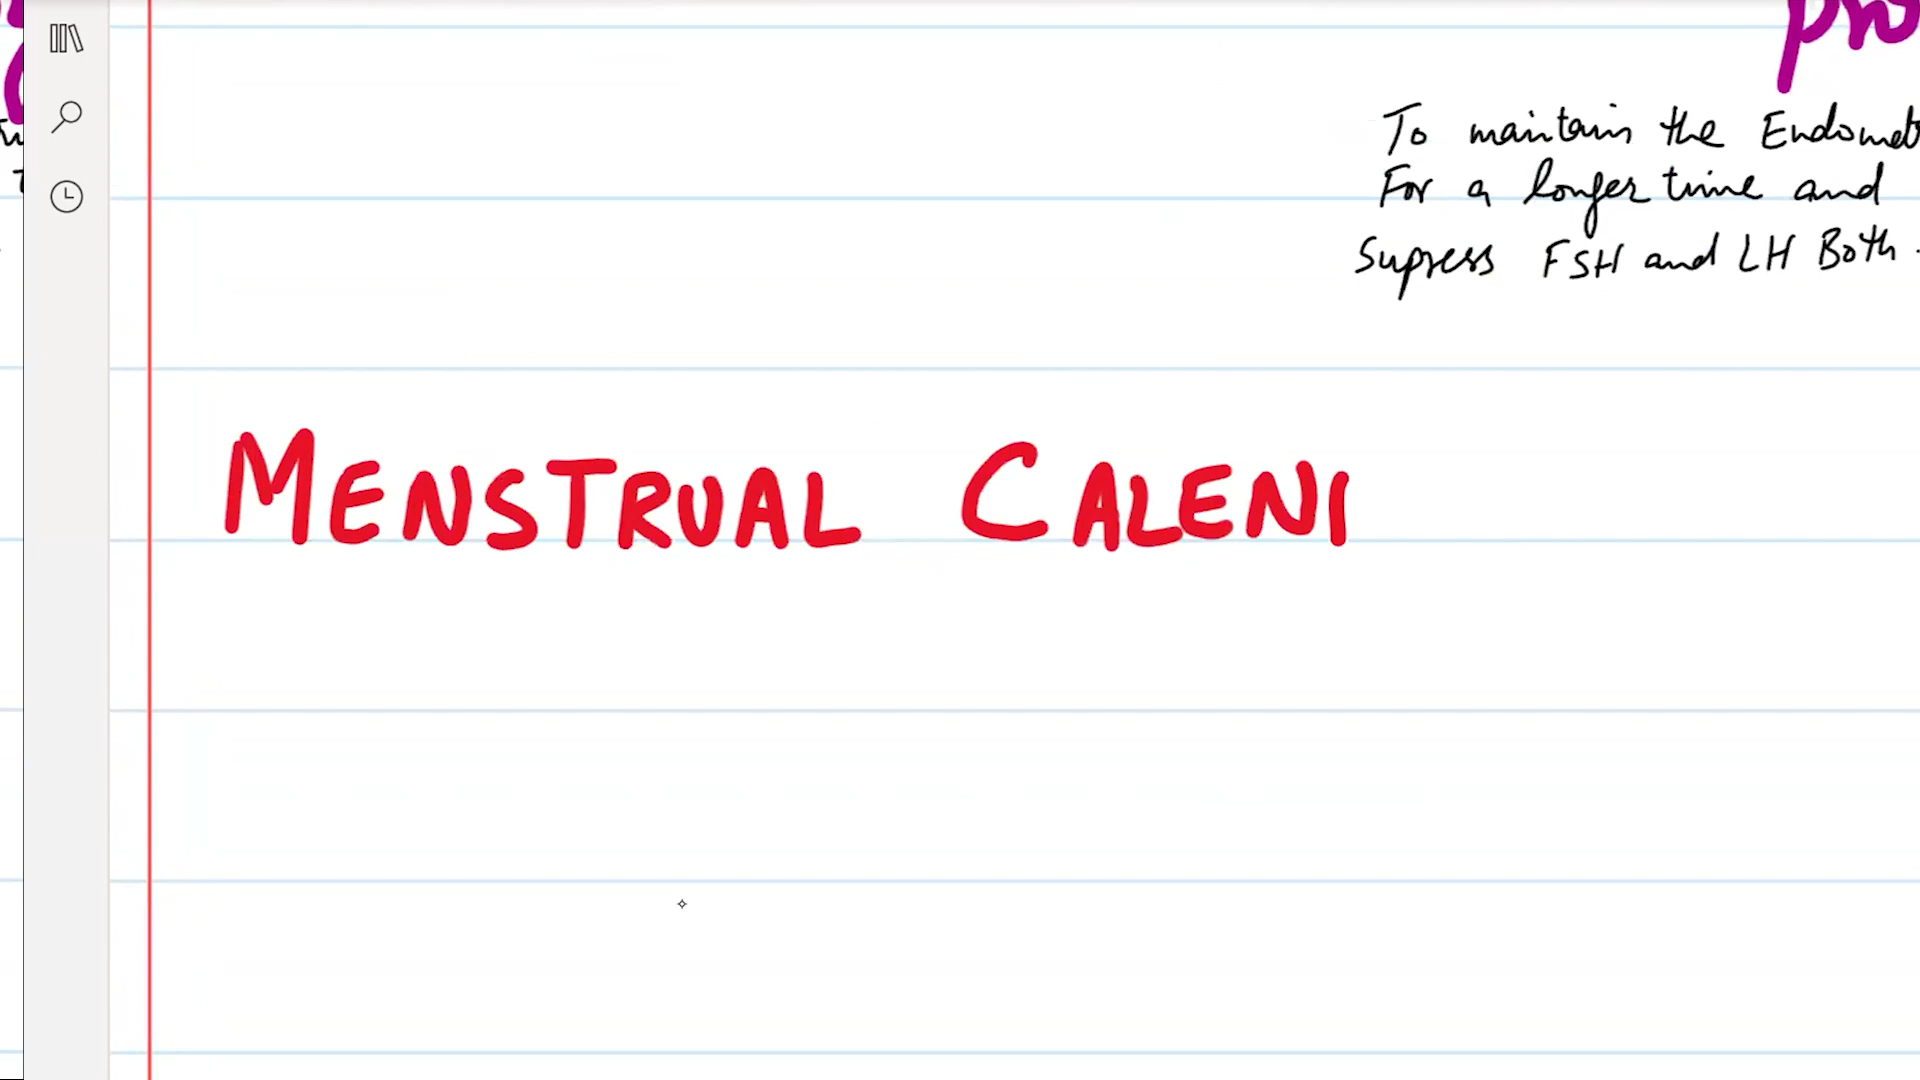 To maintain the
For a longer time and
Supress FSH and LH Both
MENSTRUAL CALENI